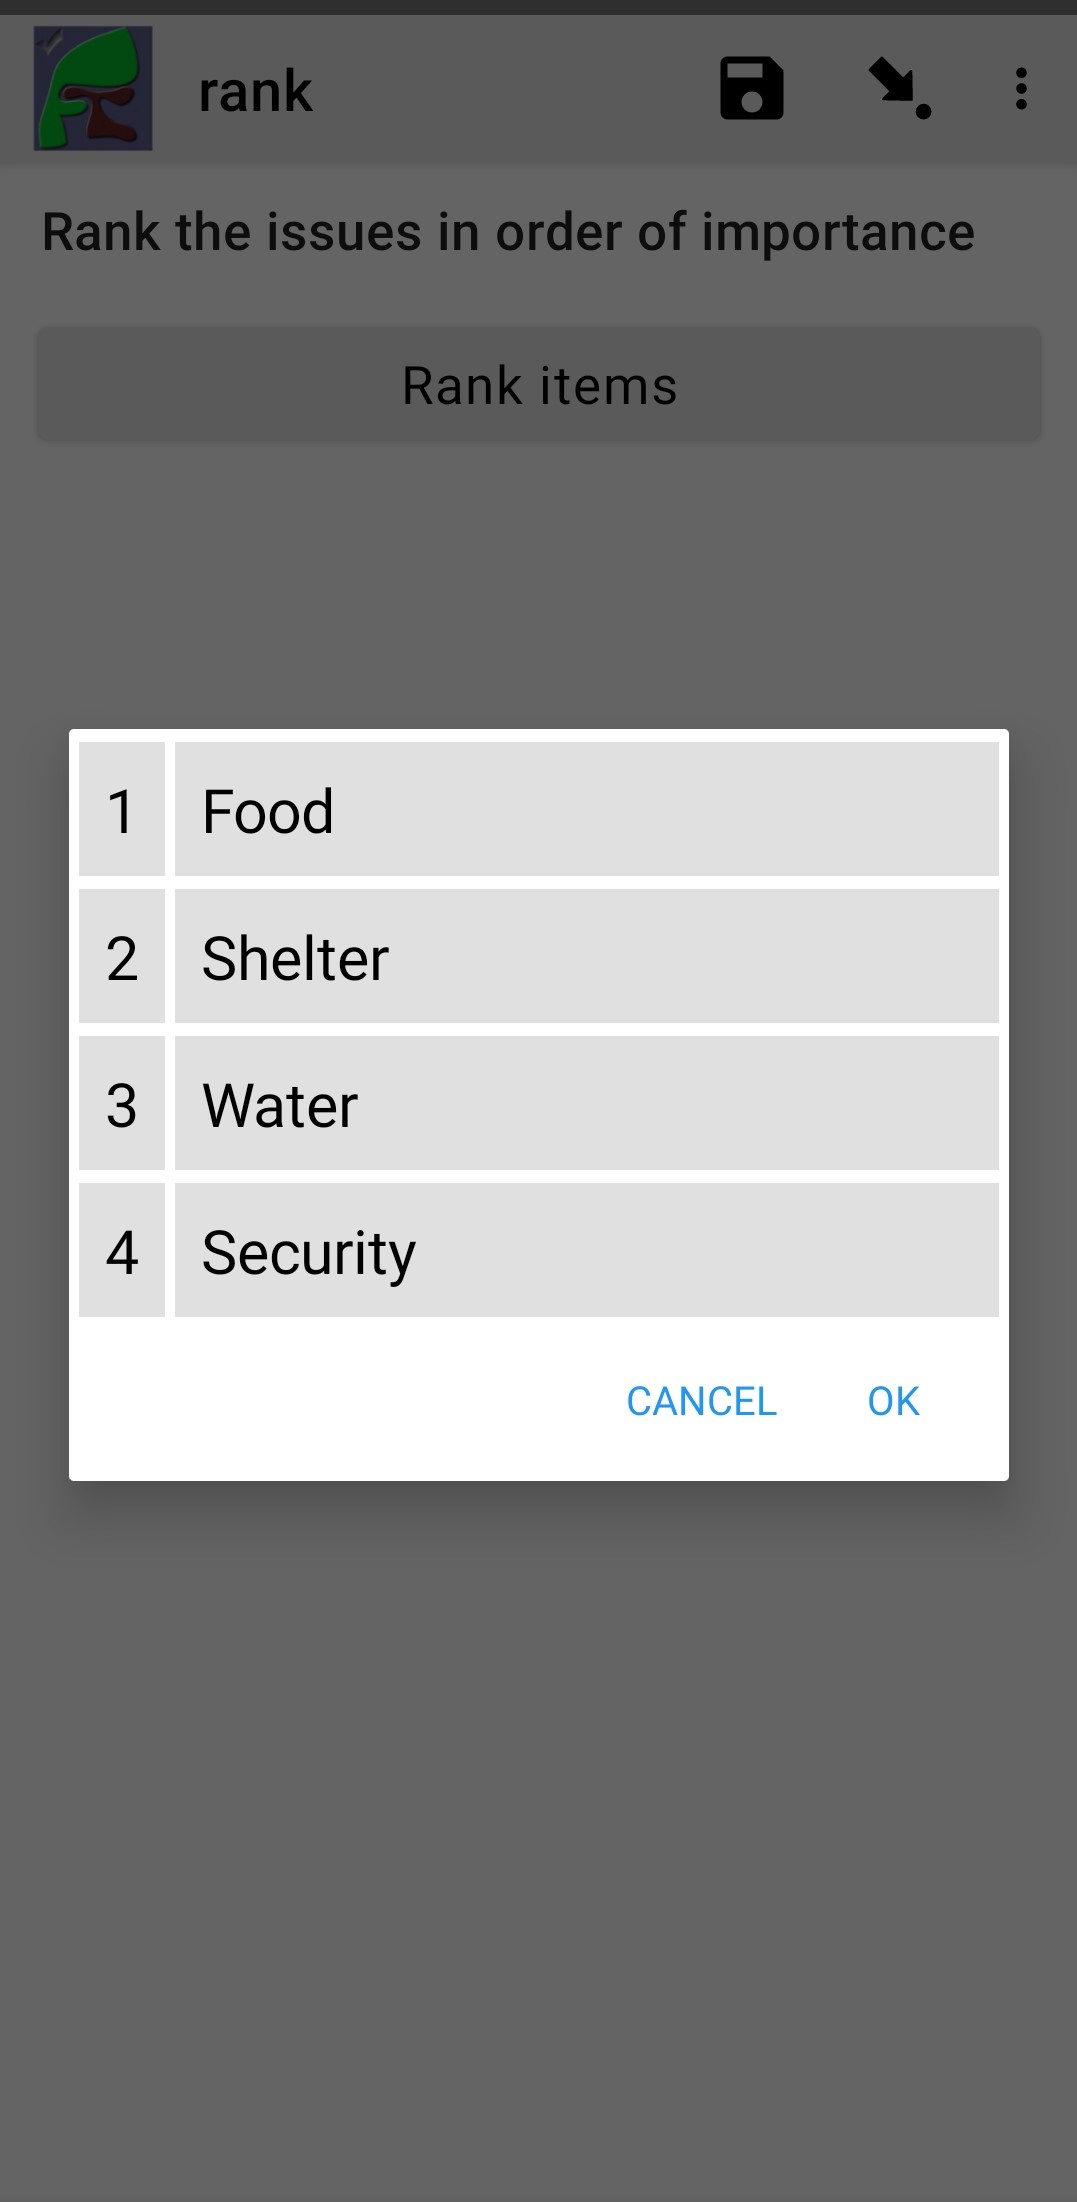 rank
Rank the issues in order of importance
Rank items
1 Food
2 Shelter
3 Water
4 Security
CANCEL OK